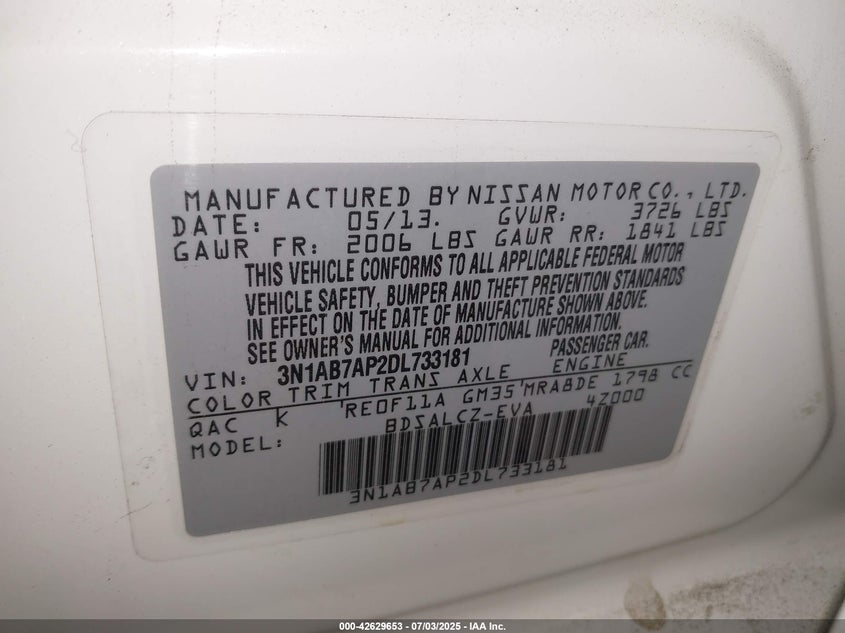 MANUFACTURED BY NISSAN MOTOR CO., LTD.
DATE: 05/13. GVWR: 3726 LBS
GAWR FR: 2006 LBS GAWR RR: 1841 LBS
THIS VEHICLE CONFORMS TO ALL APPLICABLE FEDERAL MOTOR
VEHICLE SAFETY, BUMPER AND THEFT PREVENTION STANDARDS
IN EFFECT ON THE DATE OF MANUFACTURE SHOWN ABOVE.
SEE OWNER'S MANUAL FOR ADDITIONAL INFORMATION.
VIN: 3N1AB7AP2DL733181 PASSENGER CAR.
COLOR TRIM TRANS AXLE ENGINE
QAC K 'RE0F11A GM35'MRA8DE 1798 CC
MODEL: BDSALCZ-EVA 4Z000
3N1AB7AP2DL733181
000-42629653 - 07/03/2025 - IAA Inc.